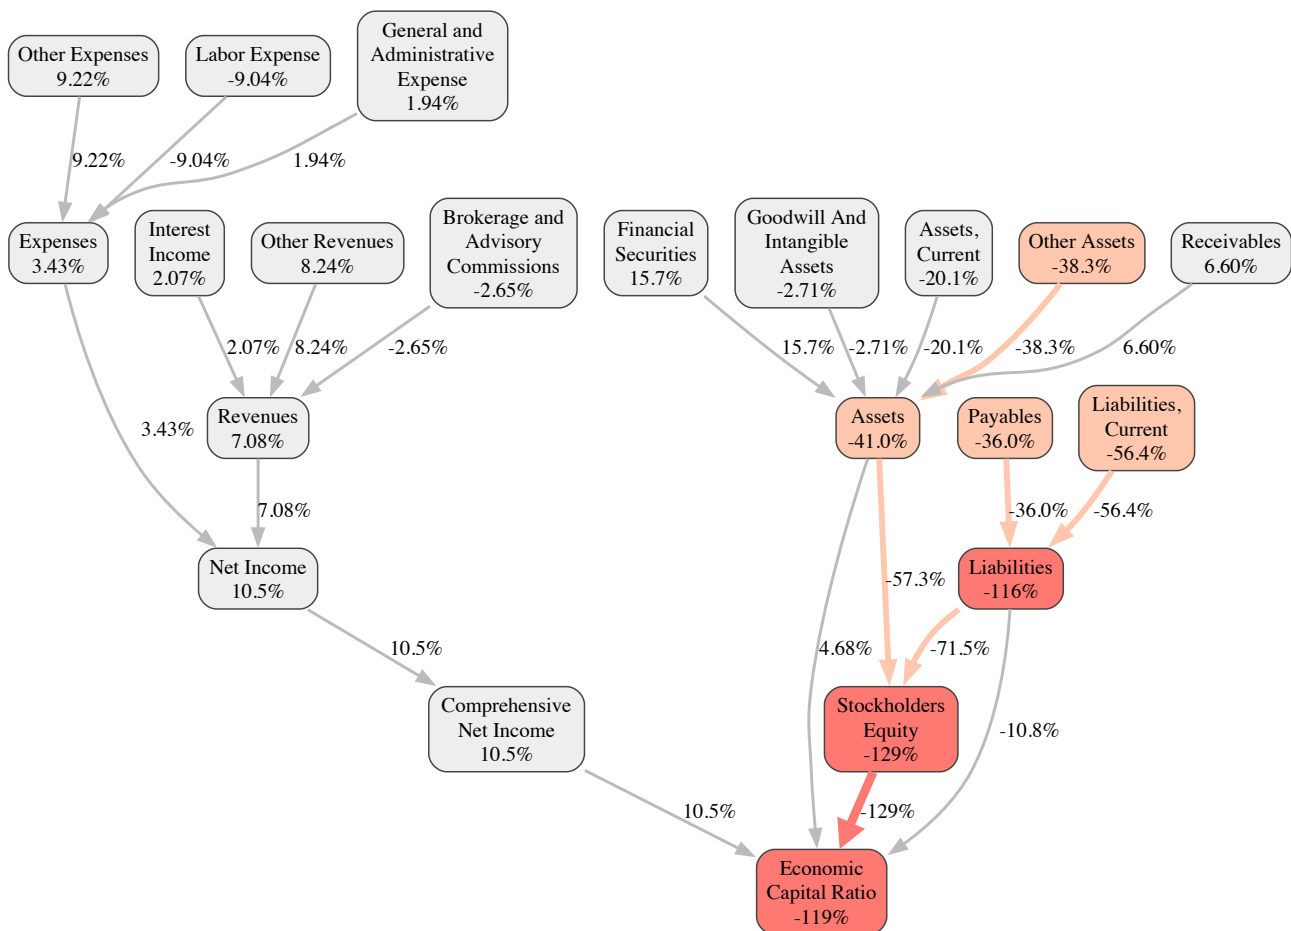 Other Expenses
9.22%
Labor Expense
-9.04%
General and
Administrative
Expense
1.94%
9.22%
-9.04%
1.94%
Expenses
3.43%
Interest
Income
2.07%
Other Revenues
8.24%
Brokerage and
Advisory
Commissions
-2.65%
Financial
Securities
15.7%
Goodwill And
Intangible
Assets
-2.71%
Assets,
Current
-20.1%
Other Assets
-38.3%
Receivables
6.60%
2.07%
8.24%
-2.65%
15.7%
-2.71%
-20.1%
-38.3%
6.60%
3.43%
Revenues
7.08%
Assets
-41.0%
Payables
-36.0%
Liabilities,
Current
-56.4%
7.08%
-36.0%
-56.4%
Net Income
10.5%
-57.3%
Liabilities
-116%
10.5%
4.68%
-71.5%
Comprehensive
Net Income
10.5%
Stockholders
Equity
-129%
-10.8%
10.5%
-129%
Economic
Capital Ratio
-119%